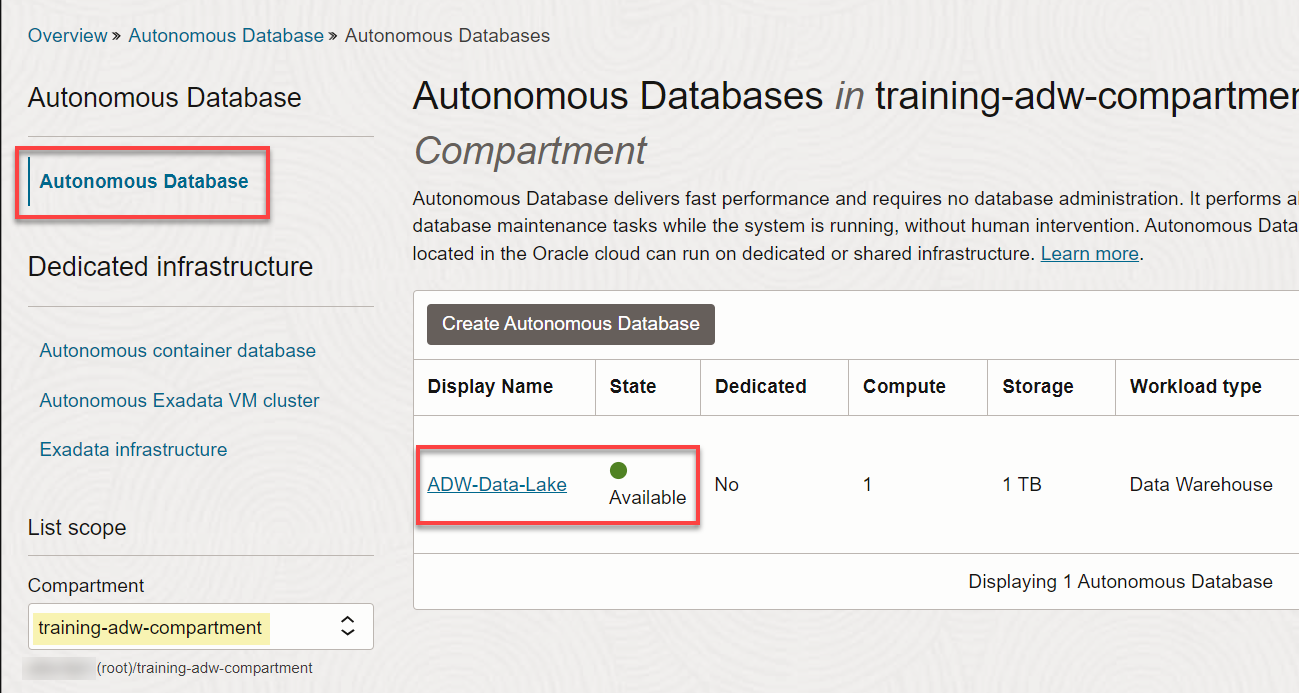 Overview » Autonomous Database » Autonomous Databases
Autonomous Database
Autonomous Database
Dedicated infrastructure
Autonomous container database
Autonomous Exadata VM cluster
Exadata infrastructure
List scope
Compartment
training-adw-compartment
(root)/training-adw-compartment
Autonomous Databases in training-adw-compartmen
Compartment
Autonomous Database delivers fast performance and requires no database administration. It performs a
database maintenance tasks while the system is running, without human intervention. Autonomous Data
located in the Oracle cloud can run on dedicated or shared infrastructure. Learn more.
Create Autonomous Database
Display Name State Dedicated Compute Storage Workload type
ADW-Data-Lake Available No 1 1 TB Data Warehouse
Displaying 1 Autonomous Database